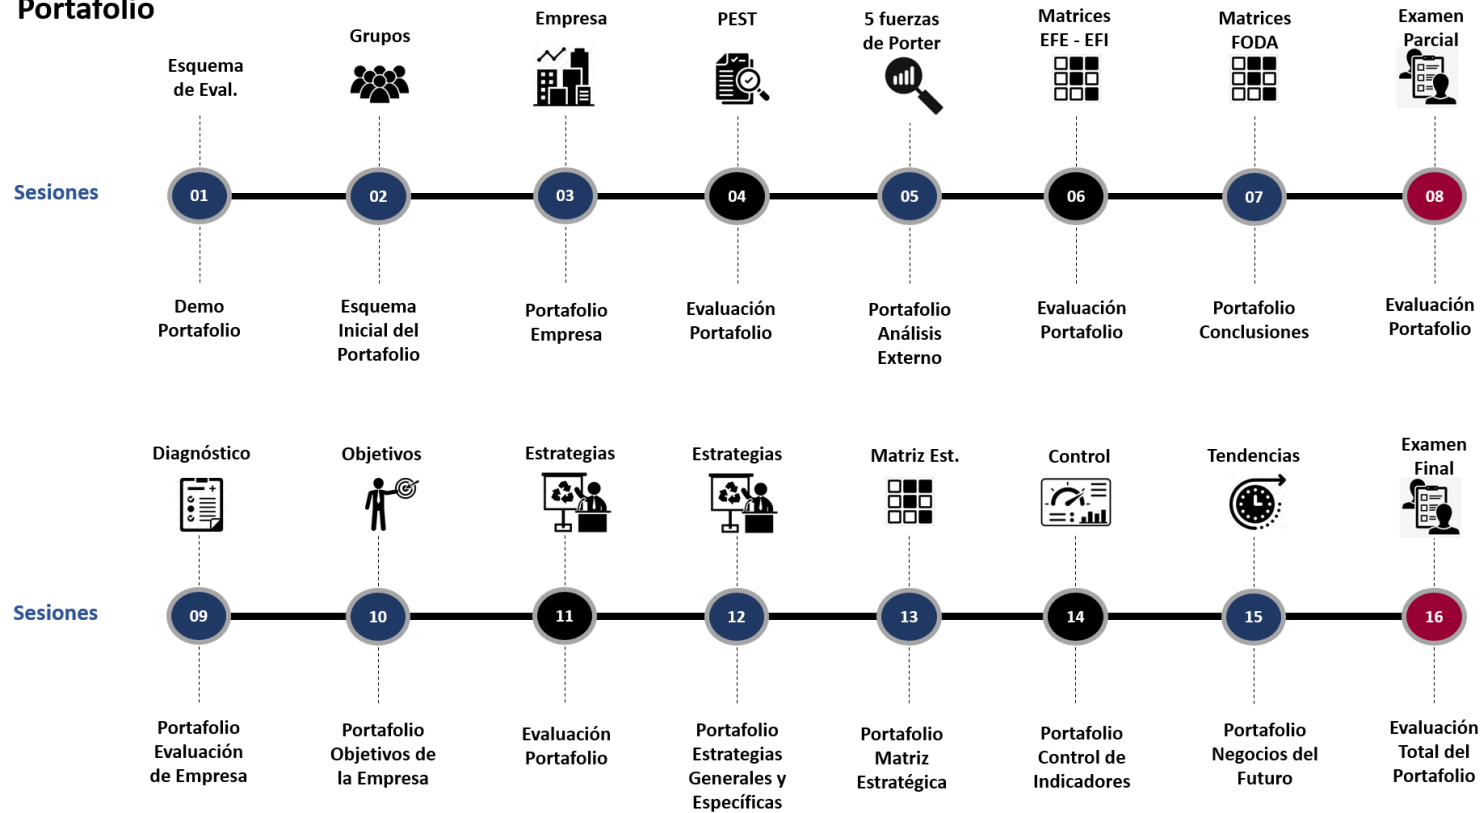 Portafolio
Esquema
de Eval.
Grupos
Empresa
PEST
5 fuerzas
de Porter
Matrices
EFE - EFI
Matrices
FODA
Examen
Parcial
Sesiones
01
02
03
04
05
06
07
08
Demo
Portafolio
Esquema
Inicial del
Portafolio
Portafolio
Empresa
Evaluación
Portafolio
Portafolio
Análisis
Externo
Evaluación
Portafolio
Portafolio
Conclusiones
Evaluación
Portafolio
Diagnóstico
Objetivos
Estrategias
Estrategias
Matriz Est.
Control
Tendencias
Examen
Final
Sesiones
09
10
11
12
13
14
15
16
Portafolio
Evaluación
de Empresa
Portafolio
Objetivos de
la Empresa
Evaluación
Portafolio
Portafolio
Estrategias
Generales y
Específicas
Portafolio
Matriz
Estratégica
Portafolio
Control de
Indicadores
Portafolio
Negocios del
Futuro
Evaluación
Total del
Portafolio